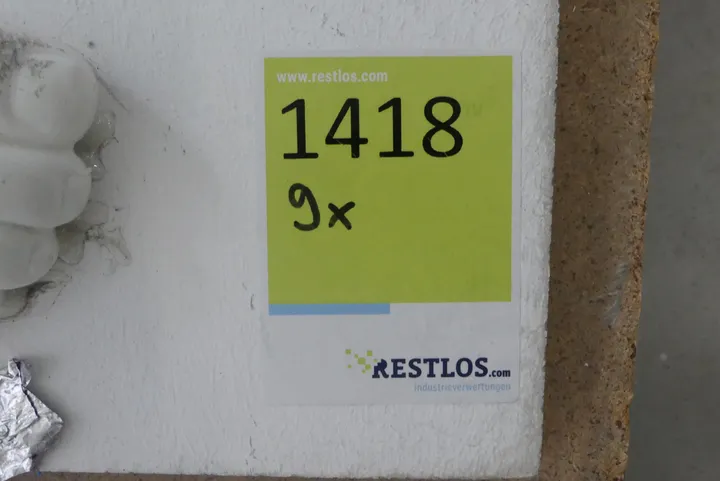 www.restlos.com
1418
9x
RESTLOS.com
industrieverwertungen